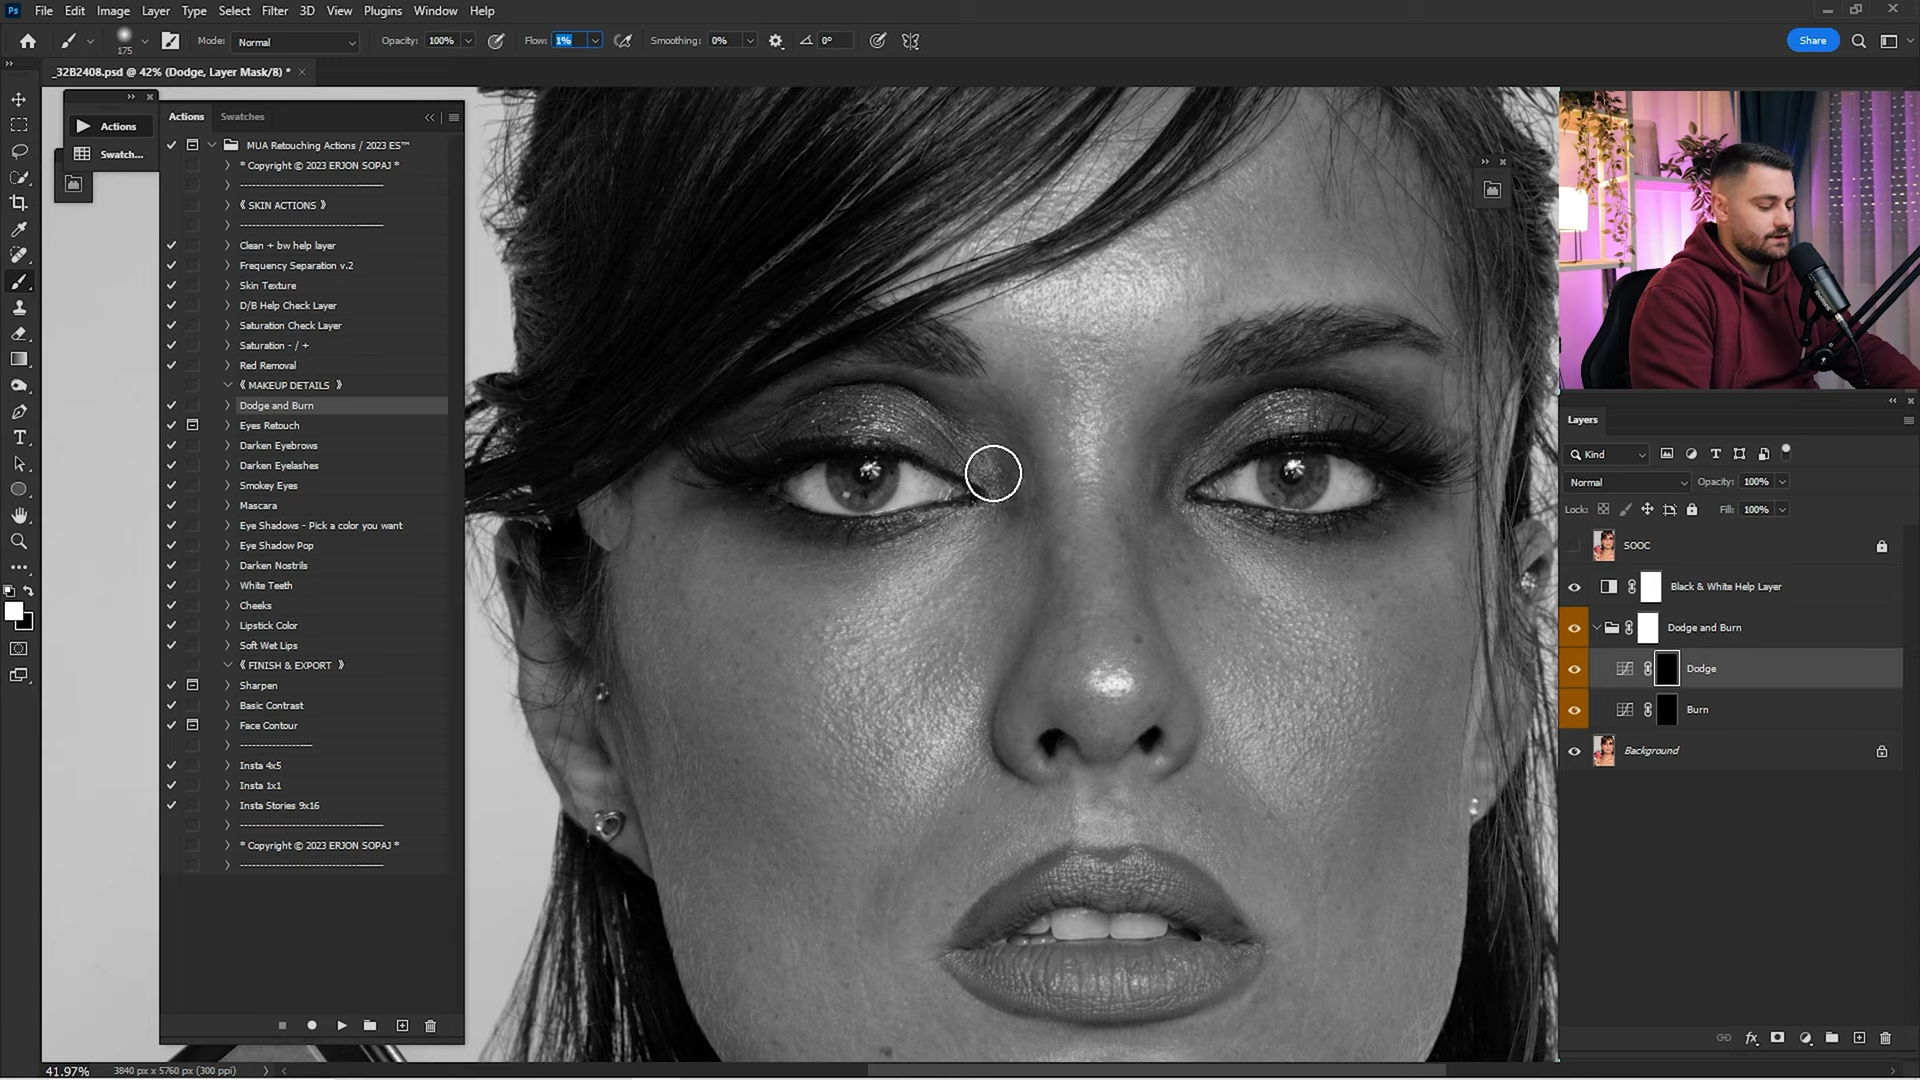 Ps File Edit Image Layer Type Select Filter 3D View Plugins Window Help
175 Mode: Normal Opacity: 100% Flow: 1% Smoothing: 0% 0° Share
_32B2408.psd @ 42% (Dodge, Layer Mask/8) *
Actions
Swatch...
Actions Swatches
MUA Retouching Actions / 2023 ES™
* Copyright © 2023 ERJON SOPAJ *
------------------------------------
《 SKIN ACTIONS 》
------------------------------------
Clean + bw help layer
Frequency Separation v.2
Skin Texture
D/B Help Check Layer
Saturation Check Layer
Saturation - / +
Red Removal
《 MAKEUP DETAILS 》
Dodge and Burn
Eyes Retouch
Darken Eyebrows
Darken Eyelashes
Smokey Eyes
Mascara
Eye Shadows - Pick a color you want
Eye Shadow Pop
Darken Nostrils
White Teeth
Cheeks
Lipstick Color
Soft Wet Lips
《 FINISH & EXPORT 》
Sharpen
Basic Contrast
Face Contour
------------------
Insta 4x5
Insta 1x1
Insta Stories 9x16
------------------------------------
* Copyright © 2023 ERJON SOPAJ *
------------------------------------
Layers
Kind
Normal Opacity: 100%
Lock: Fill: 100%
SOOC
Black & White Help Layer
Dodge and Burn
Dodge
Burn
Background
fx
41.97% 3840 px x 5760 px (300 ppi)